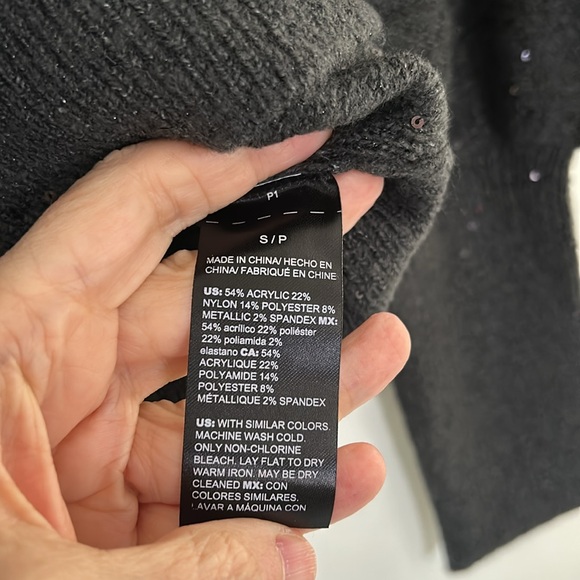 P1
S/P
MADE IN CHINA/ HECHO EN
CHINA/ FABRIQUÉ EN CHINE
US: 54% ACRYLIC 22%
NYLON 14% POLYESTER 8%
METALLIC 2% SPANDEX MX:
54% acrílico 22% poliéster
22% poliamida 2%
elastano CA: 54%
ACRYLIQUE 22%
POLYAMIDE 14%
POLYESTER 8%
MÉTALLIQUE 2% SPANDEX
US: WITH SIMILAR COLORS.
MACHINE WASH COLD.
ONLY NON-CHLORINE
BLEACH. LAY FLAT TO DRY
WARM IRON. MAY BE DRY
CLEANED MX: CON
COLORES SIMILARES.
LAVAR A MÁQUINA CON